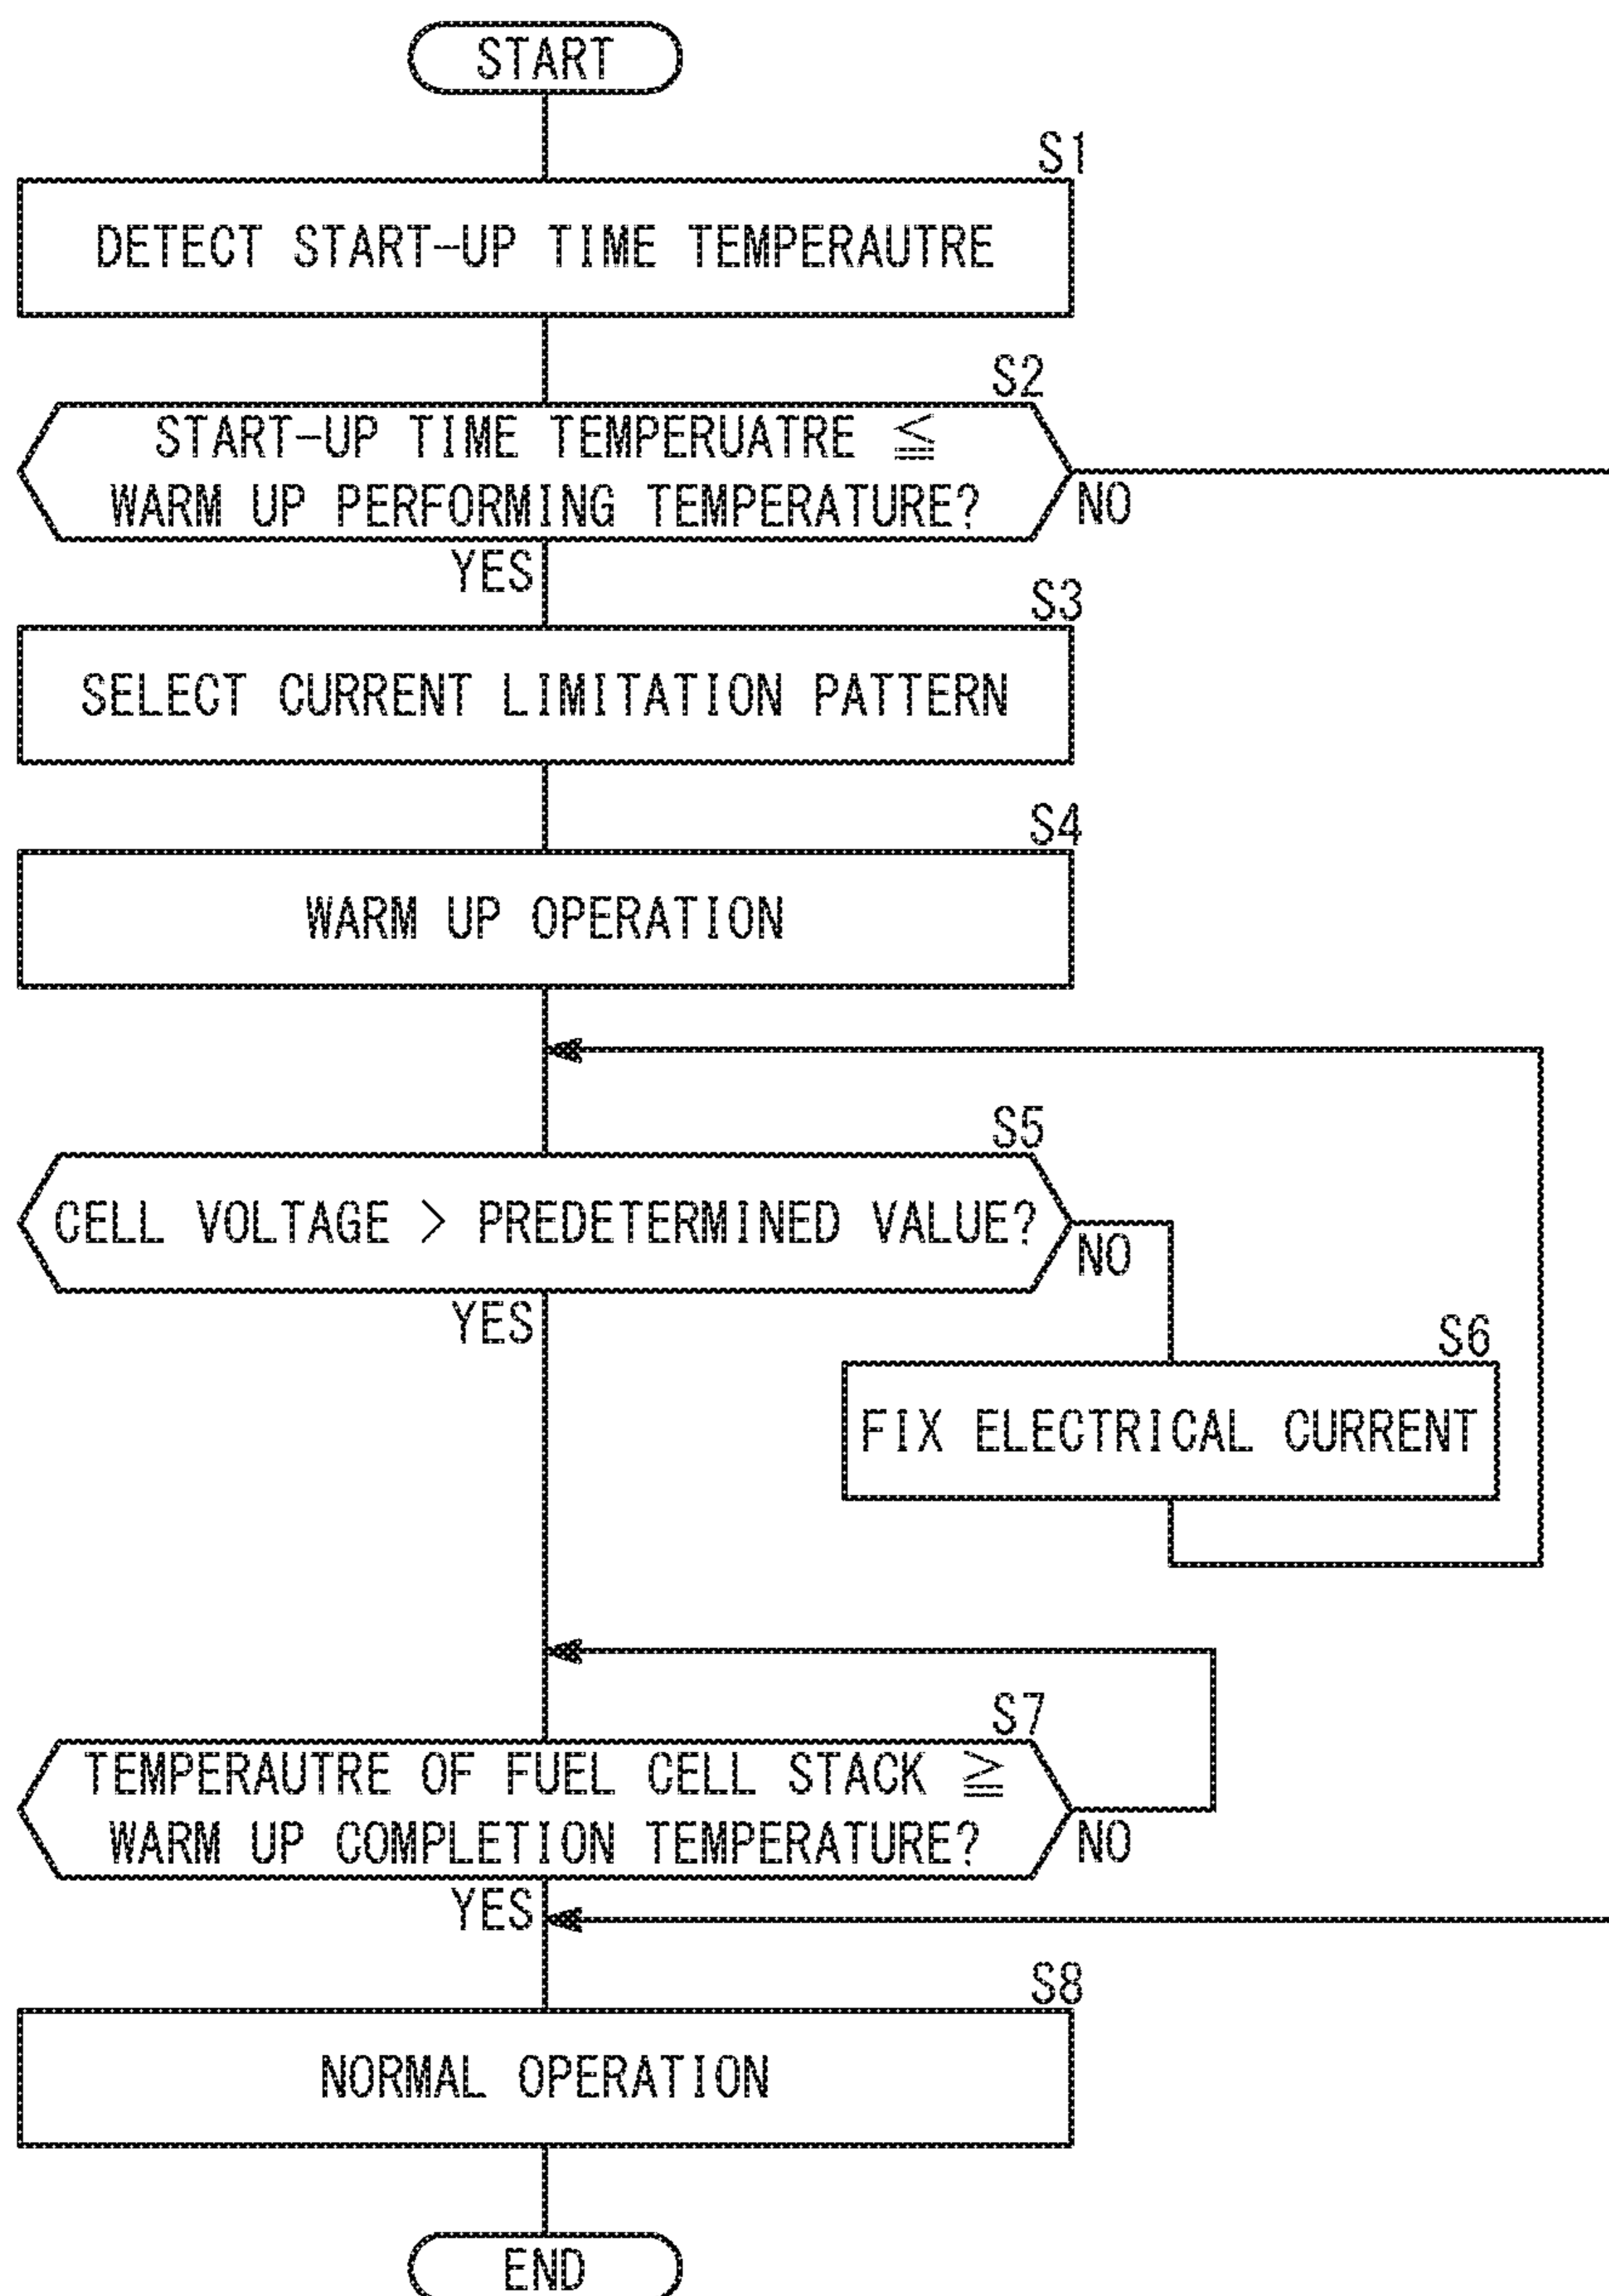 START
S1
DETECT START-UP TIME TEMPERAUTRE
S2
START-UP TIME TEMPERUATRE ≦
WARM UP PERFORMING TEMPERATURE?
NO
YES
S3
SELECT CURRENT LIMITATION PATTERN
S4
WARM UP OPERATION
S5
CELL VOLTAGE > PREDETERMINED VALUE?
NO
YES
S6
FIX ELECTRICAL CURRENT
S7
TEMPERAUTRE OF FUEL CELL STACK ≧
WARM UP COMPLETION TEMPERATURE?
NO
YES
S8
NORMAL OPERATION
END